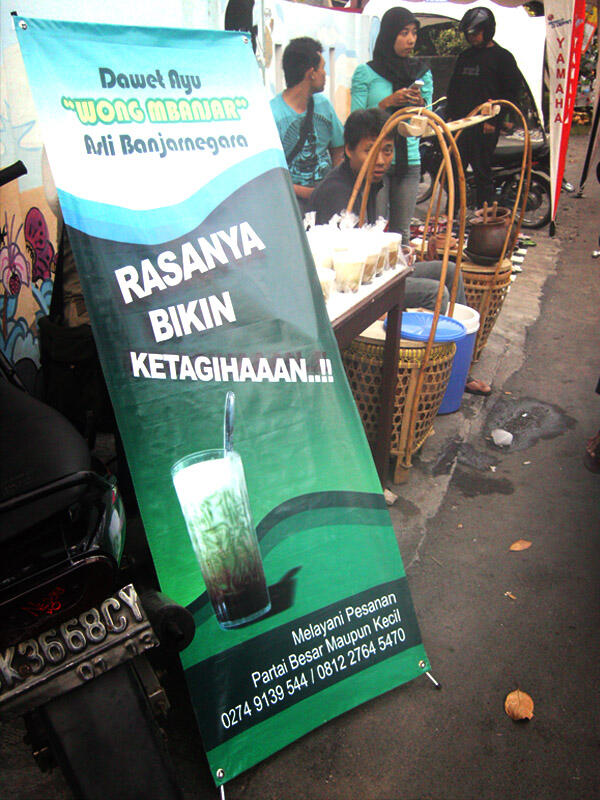 Dawet Ayu
"WONG MBANJAR"
Asli Banjarnegara
RASANYA
BIKIN
KETAGIHAAAN..!!
Melayani Pesanan
Partai Besar Maupun Kecil
0274 9139 544 / 0812 2764 5470
K 3668 CY
YAMAHA